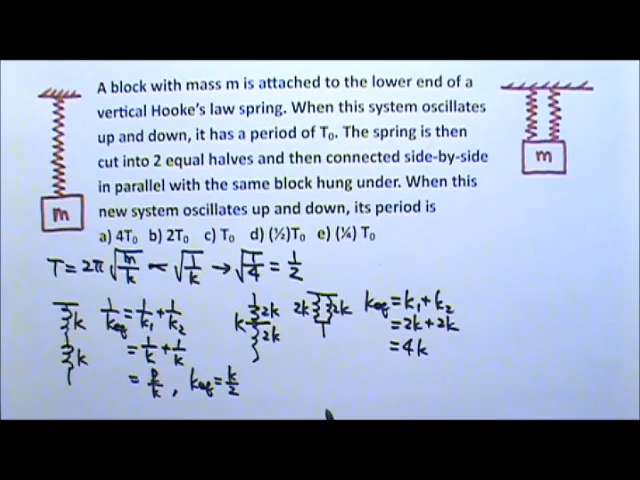 A block with mass m is attached to the lower end of a
vertical Hooke's law spring. When this system oscillates
up and down, it has a period of T₀. The spring is then
cut into 2 equal halves and then connected side-by-side
in parallel with the same block hung under. When this
new system oscillates up and down, its period is
a) 4T₀ b) 2T₀ c) T₀ d) (½)T₀ e) (¼) T₀
m
m
T = 2π√(m/k) ∝ √(1/k) → √(1/4) = 1/2
k
k
1/keq = 1/k₁ + 1/k₂
= 1/k + 1/k
= 2/k , keq = k/2
k
2k
2k
2k
2k
keq = k₁ + k₂
= 2k + 2k
= 4k